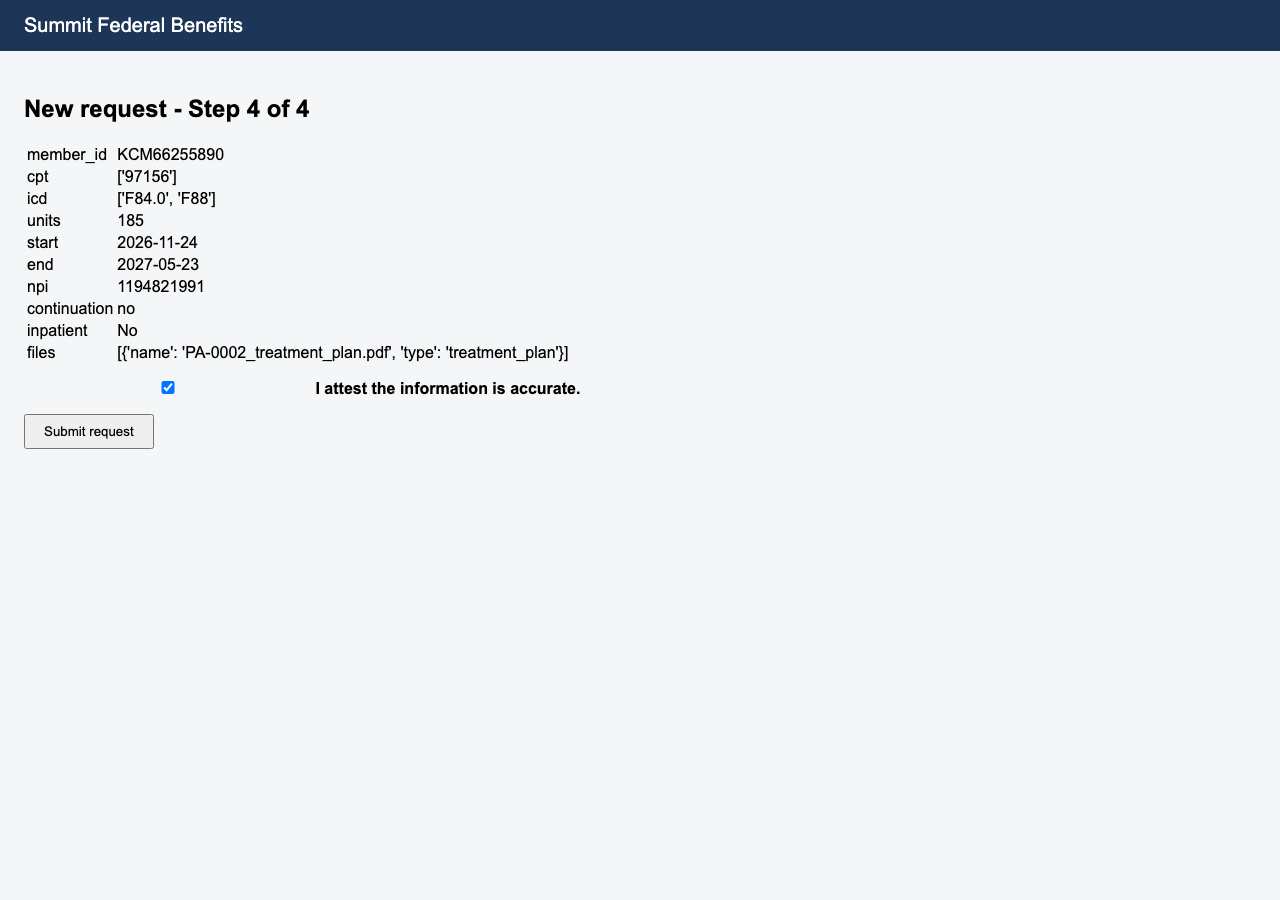 Summit Federal Benefits
New request - Step 4 of 4
member_id KCM66255890
cpt ['97156']
icd ['F84.0', 'F88']
units 185
start 2026-11-24
end 2027-05-23
npi 1194821991
continuation no
inpatient No
files [{'name': 'PA-0002_treatment_plan.pdf', 'type': 'treatment_plan'}]
I attest the information is accurate.
Submit request